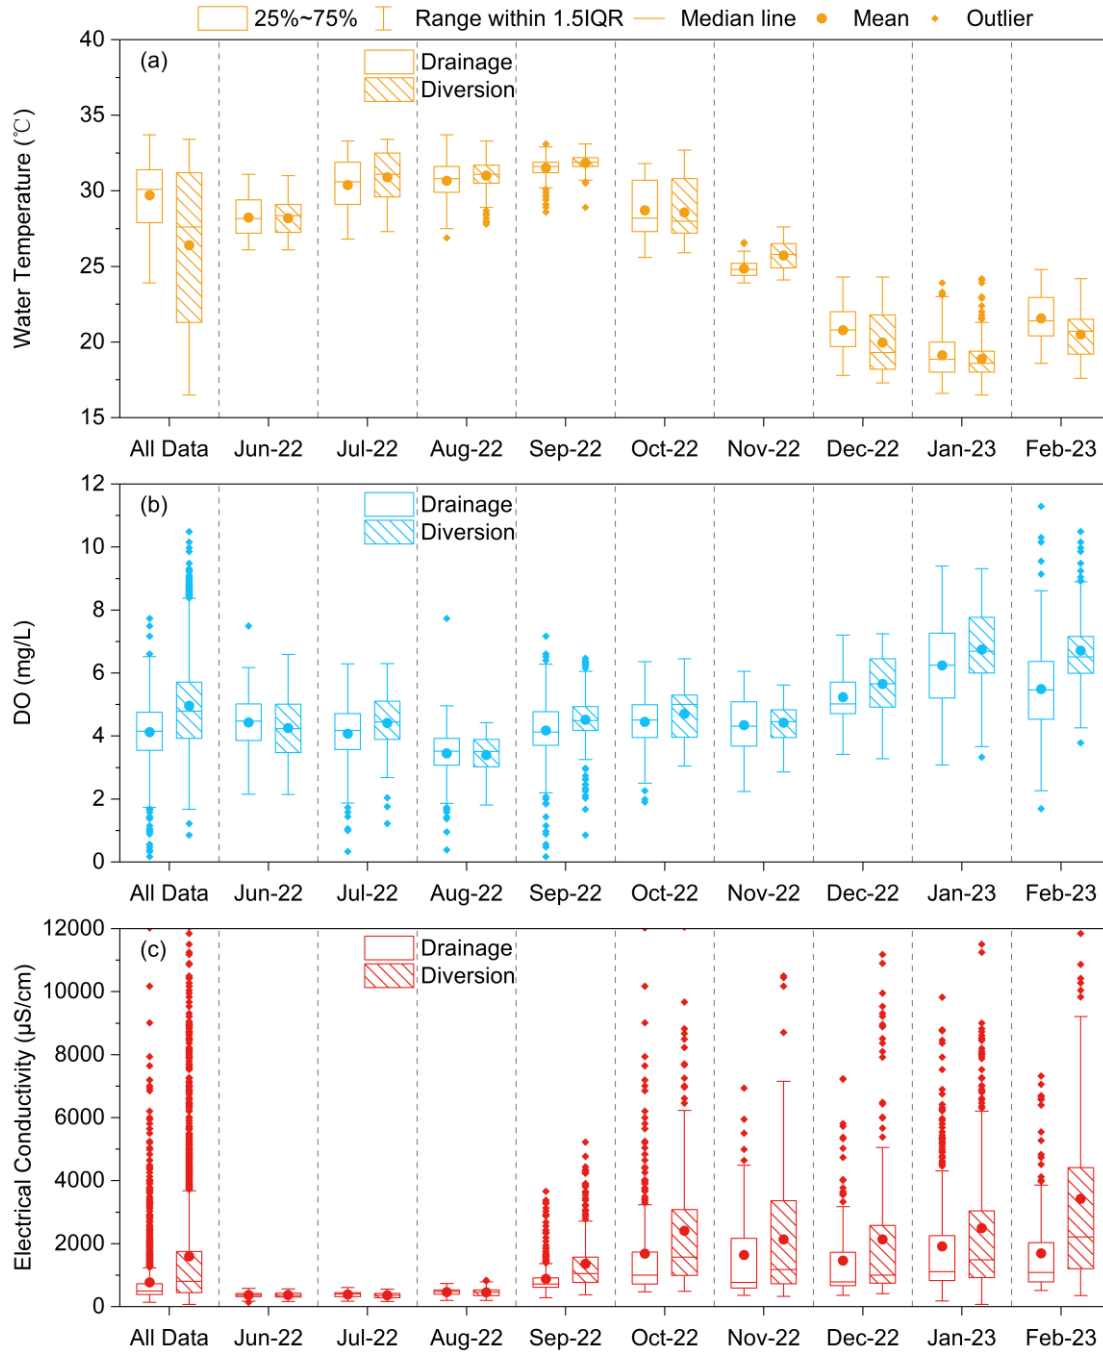 25%~75% Range within 1.5IQR Median line Mean Outlier
40
(a)
Drainage
Diversion
35
30
25
20
15
Water Temperature (℃)
All Data Jun-22 Jul-22 Aug-22 Sep-22 Oct-22 Nov-22 Dec-22 Jan-23 Feb-23
12
(b)
Drainage
Diversion
10
8
6
4
2
0
DO (mg/L)
All Data Jun-22 Jul-22 Aug-22 Sep-22 Oct-22 Nov-22 Dec-22 Jan-23 Feb-23
12000
(c)
Drainage
Diversion
10000
8000
6000
4000
2000
0
Electrical Conductivity (μS/cm)
All Data Jun-22 Jul-22 Aug-22 Sep-22 Oct-22 Nov-22 Dec-22 Jan-23 Feb-23